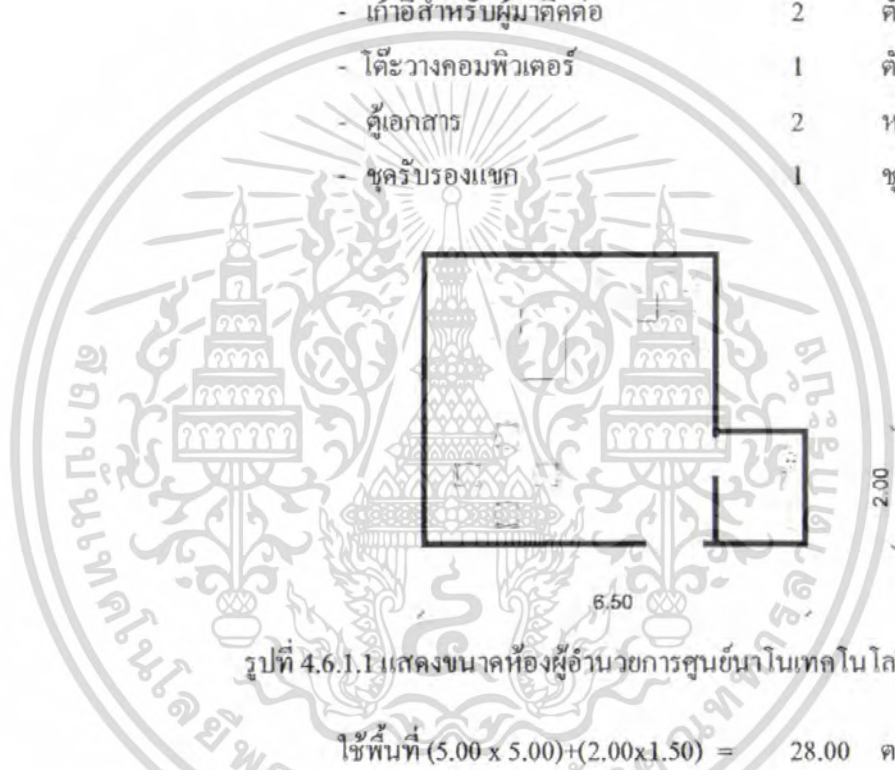 - เก้าอี้สำหรับผู้มาติดต่อ 2
- โต๊ะวางคอมพิวเตอร์ 1
- ตู้เอกสาร 2
- ชุดรับรองแขก 1
2.00
6.50
รูปที่ 4.6.1.1 แสดงขนาดห้องผู้อำนวยการศูนย์นาโนเทคโนโล
ใช้พื้นที่ (5.00 x 5.00)+(2.00x1.50) = 28.00